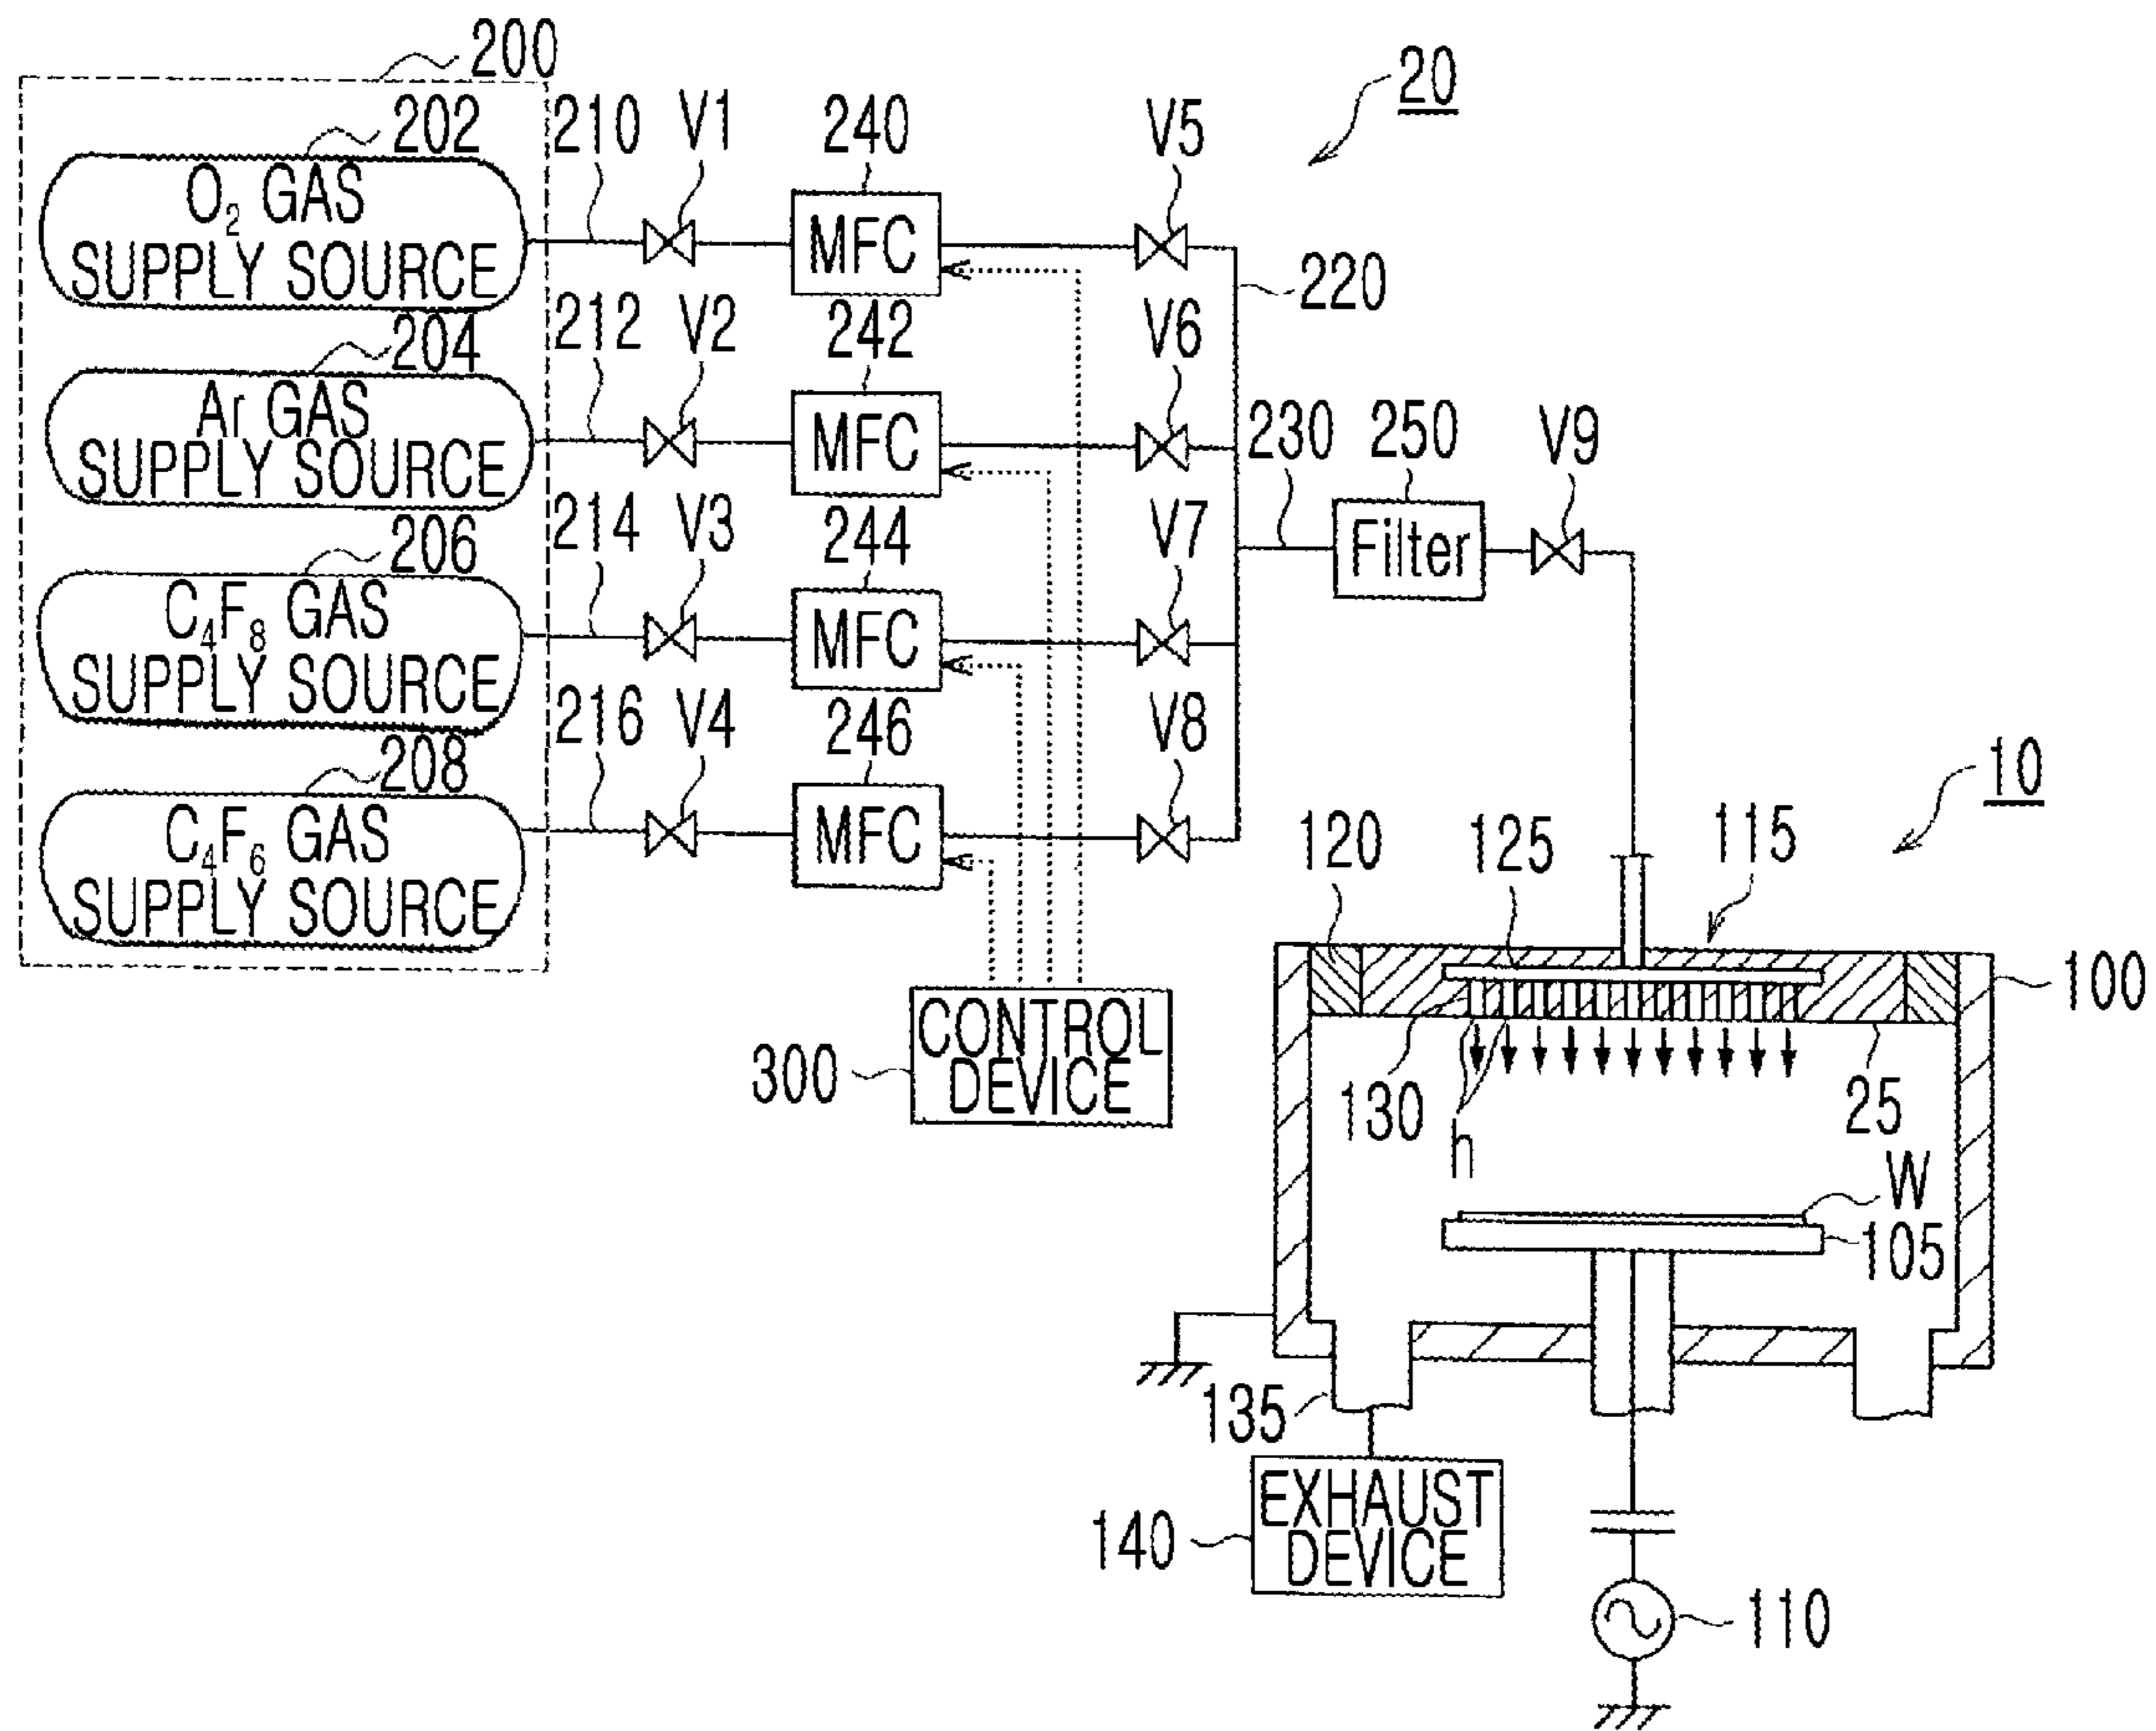 200
20
202
210
V1
240
V5
O₂ GAS
SUPPLY SOURCE
MFC
220
204
212
V2
242
V6
Ar GAS
SUPPLY SOURCE
MFC
230
250
V9
Filter
206
214
V3
244
V7
C₄F₈ GAS
SUPPLY SOURCE
MFC
208
216
V4
246
V8
C₄F₆ GAS
SUPPLY SOURCE
MFC
10
120
125
115
100
CONTROL
DEVICE
300
130
h
25
W
105
135
EXHAUST
DEVICE
140
110